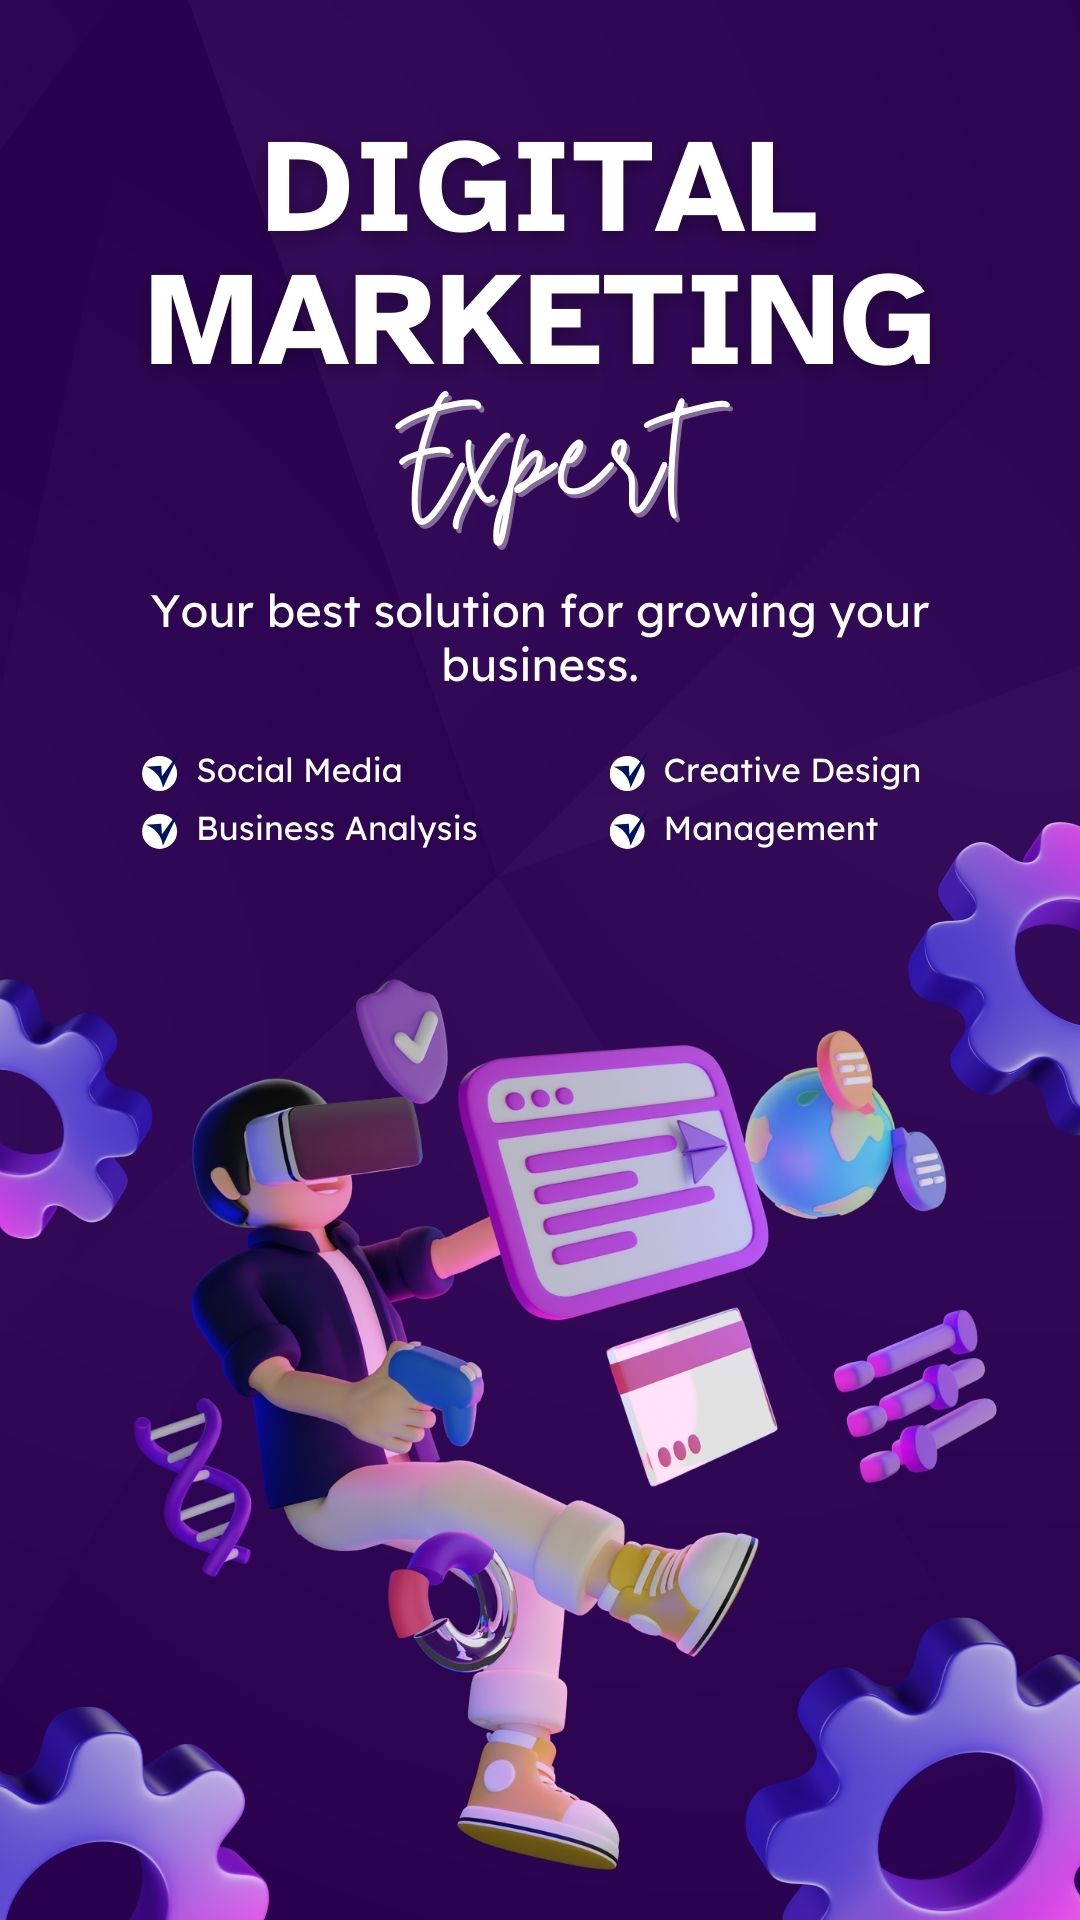 DIGITAL
MARKETING
Expert
Your best solution for growing your
business.
Social Media
Creative Design
Business Analysis
Management